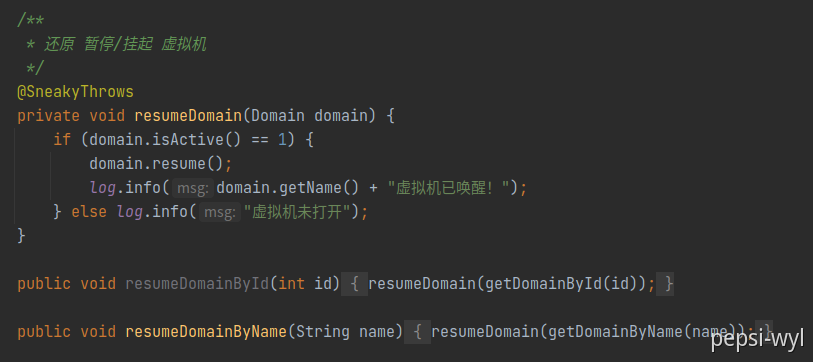 /**
 * 还原 暂停/挂起 虚拟机
 */
@SneakyThrows
private void resumeDomain(Domain domain) {
    if (domain.isActive() == 1) {
        domain.resume();
        log.info( msg: domain.getName() + "虚拟机已唤醒！");
    } else log.info( msg: "虚拟机未打开");
}
public void resumeDomainById(int id) { resumeDomain(getDomainById(id)); }
public void resumeDomainByName(String name) { resumeDomain(getDomainByName(name)); }
pepsi-wyl